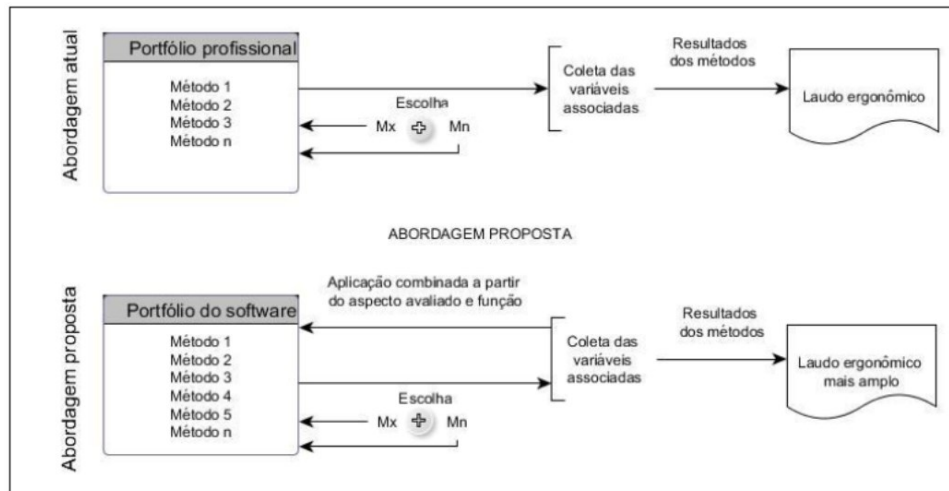 Abordagem atual
Portfólio profissional
Método 1
Método 2
Método 3
Método n
Escolha
Mx
Mn
Coleta das
variáveis
associadas
Resultados
dos métodos
Laudo ergonômico
ABORDAGEM PROPOSTA
Abordagem proposta
Portfólio do software
Método 1
Método 2
Método 3
Método 4
Método 5
Método n
Aplicação combinada a partir
do aspecto avaliado e função
Escolha
Mx
Mn
Coleta das
variáveis
associadas
Resultados
dos métodos
Laudo ergonômico
mais amplo